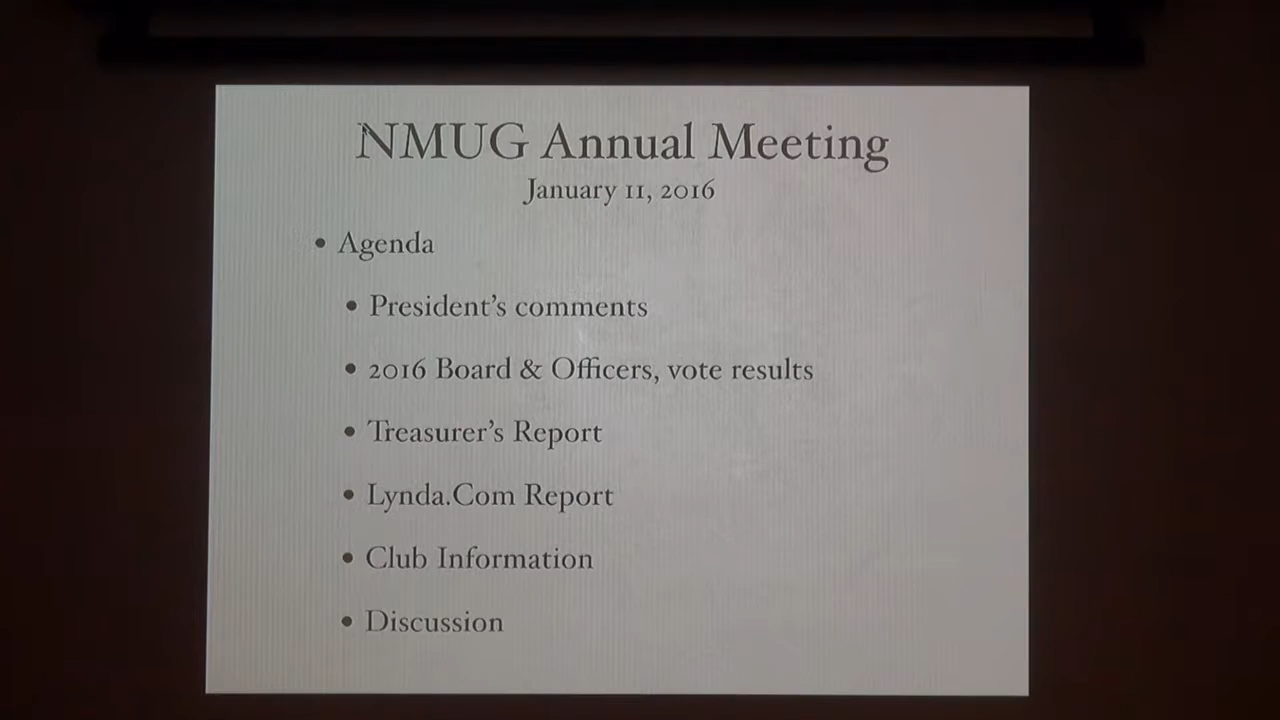 NMUG Annual Meeting
January 11, 2016
• Agenda
• President’s comments
• 2016 Board & Officers, vote results
• Treasurer’s Report
• Lynda.Com Report
• Club Information
• Discussion